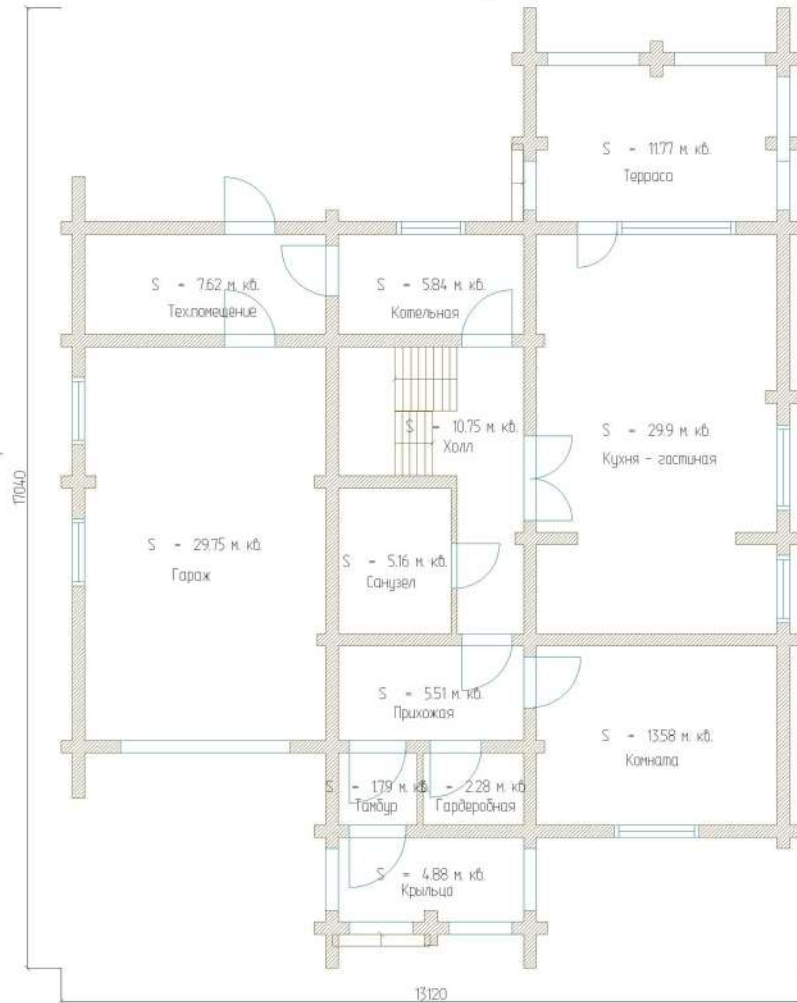 S = 11.77 м. кв.
Терраса
S = 7.62 м. кв.
Тех.помещение
S = 5.84 м. кв.
Котельная
S = 10.75 м. кв.
Холл
S = 29.9 м. кв.
Кухня - гостиная
17040
S = 29.75 м. кв.
Гараж
S = 5.16 м. кв.
Санузел
S = 5.51 м. кв.
Прихожая
S = 13.58 м. кв.
Комната
S = 1.79 м. кв.
Тамбур
S = 2.28 м. кв.
Гардеробная
S = 4.88 м. кв.
Крыльцо
13120